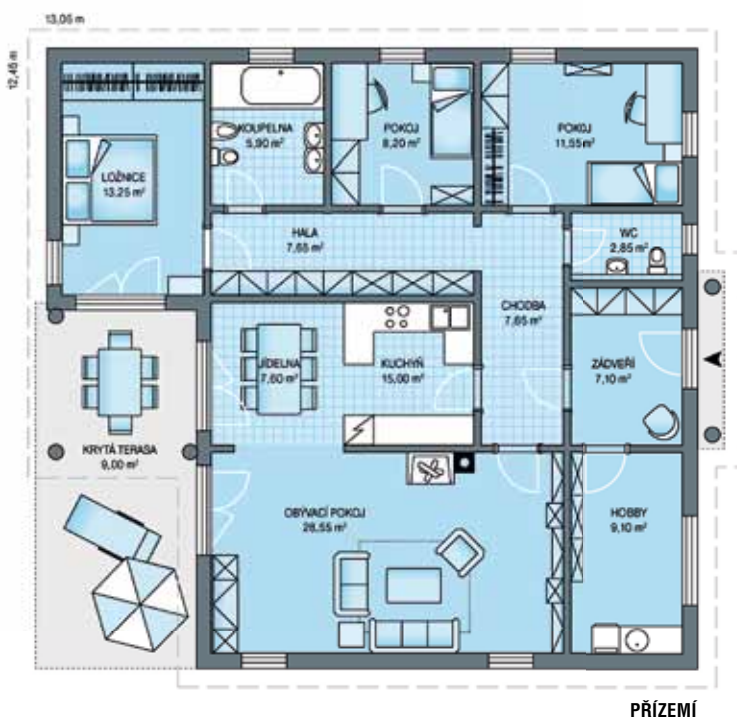 13,05 m
12,45 m
KOUPELNA
5,90 m²
POKOJ
8,20 m²
POKOJ
11,55 m²
LOŽNICE
13,25 m²
HALA
7,65 m²
WC
2,85 m²
CHODBA
7,65 m²
JÍDELNA
7,60 m²
KUCHYŇ
15,00 m²
ZÁDVEŘÍ
7,10 m²
KRYTÁ TERASA
9,00 m²
OBÝVACÍ POKOJ
28,55 m²
HOBBY
9,10 m²
PŘÍZEMÍ